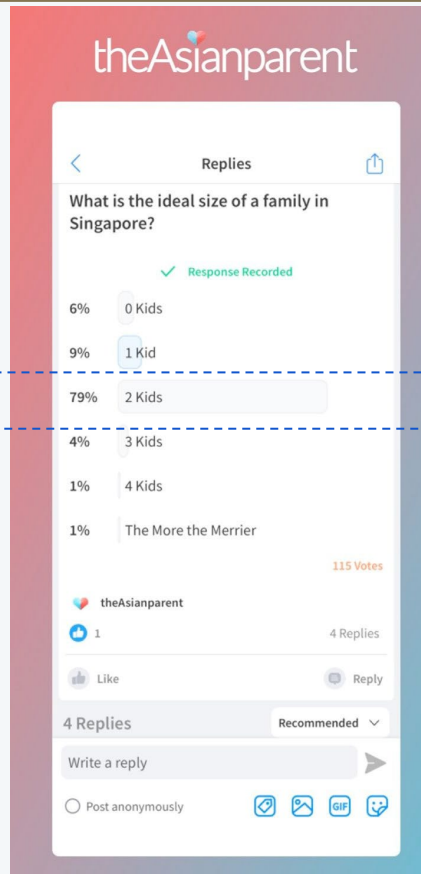 theAsianparent
Replies
What is the ideal size of a family in
Singapore?
Response Recorded
6% 0 Kids
9% 1 Kid
79% 2 Kids
4% 3 Kids
1% 4 Kids
1% The More the Merrier
115 Votes
theAsianparent
1 4 Replies
Like Reply
4 Replies Recommended
Write a reply
Post anonymously GIF